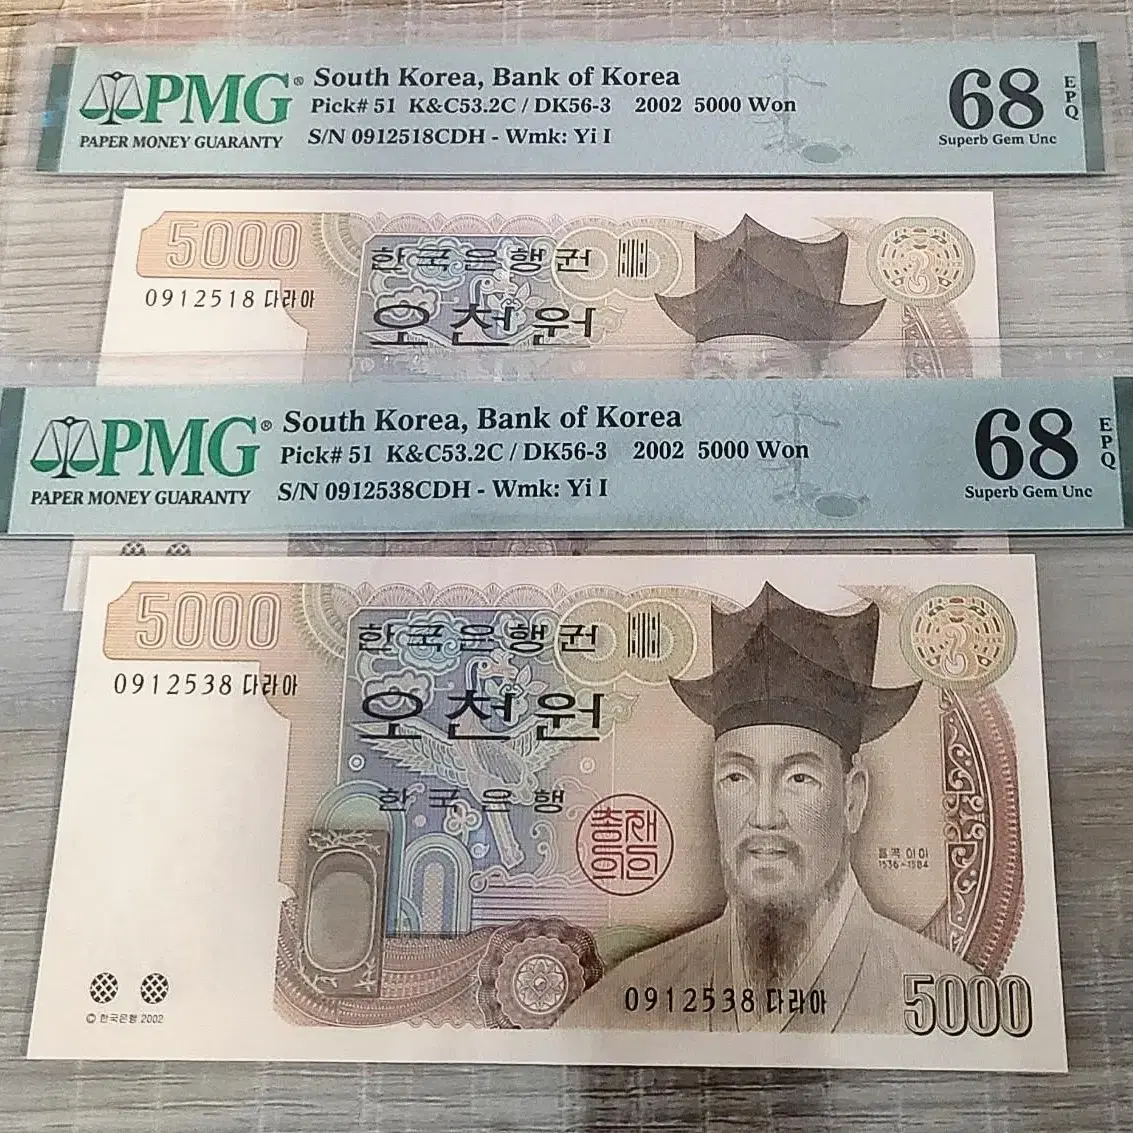 PMG® South Korea, Bank of Korea
Pick# 51 K&C53.2C / DK56-3 2002 5000 Won
PAPER MONEY GUARANTY
S/N 0912518CDH - Wmk: Yi I
68
EPQ
Superb Gem Unc
5000
한국은행권
0912518 다라아
오천원
PMG® South Korea, Bank of Korea
Pick# 51 K&C53.2C / DK56-3 2002 5000 Won
PAPER MONEY GUARANTY
S/N 0912538CDH - Wmk: Yi I
68
EPQ
Superb Gem Unc
5000
한국은행권
0912538 다라아
오천원
한국은행
율곡 이이
1536-1584
0912538 다라아
5000
© 한국은행 2002